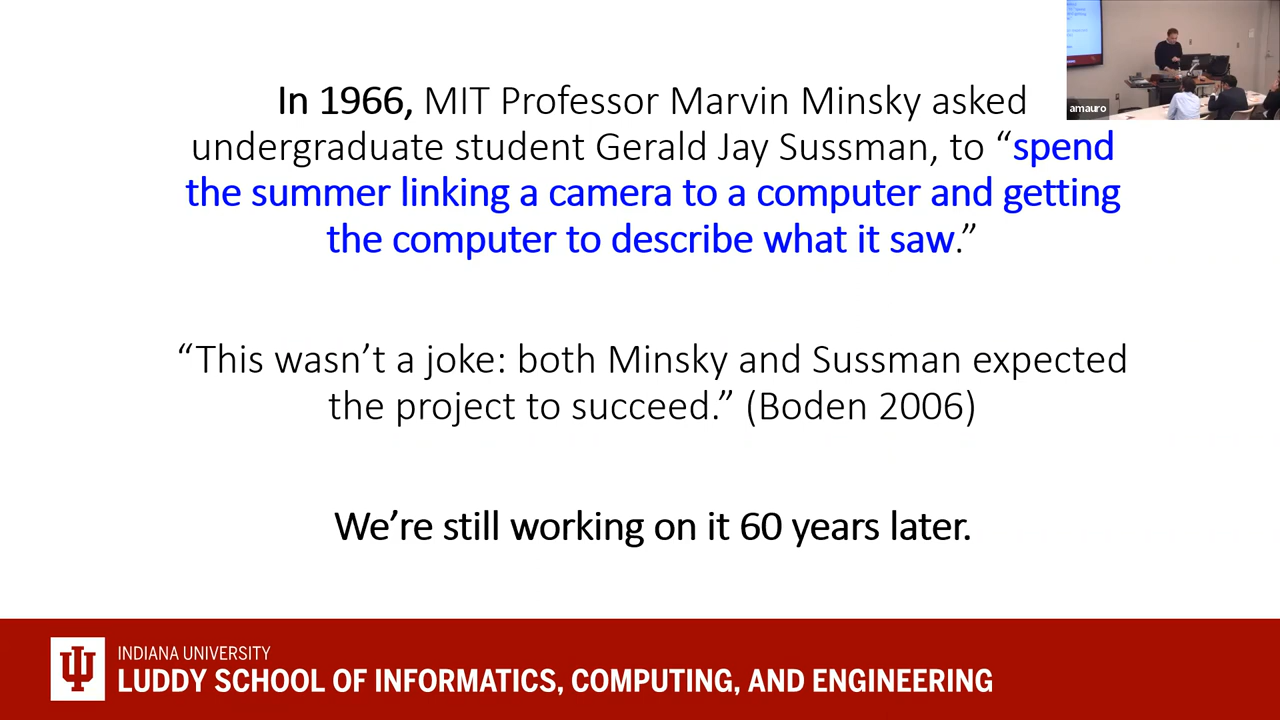 In 1966, MIT Professor Marvin Minsky asked
undergraduate student Gerald Jay Sussman, to “spend
the summer linking a camera to a computer and getting
the computer to describe what it saw.”
“This wasn’t a joke: both Minsky and Sussman expected
the project to succeed.” (Boden 2006)
We’re still working on it 60 years later.
amauro
INDIANA UNIVERSITY
LUDDY SCHOOL OF INFORMATICS, COMPUTING, AND ENGINEERING